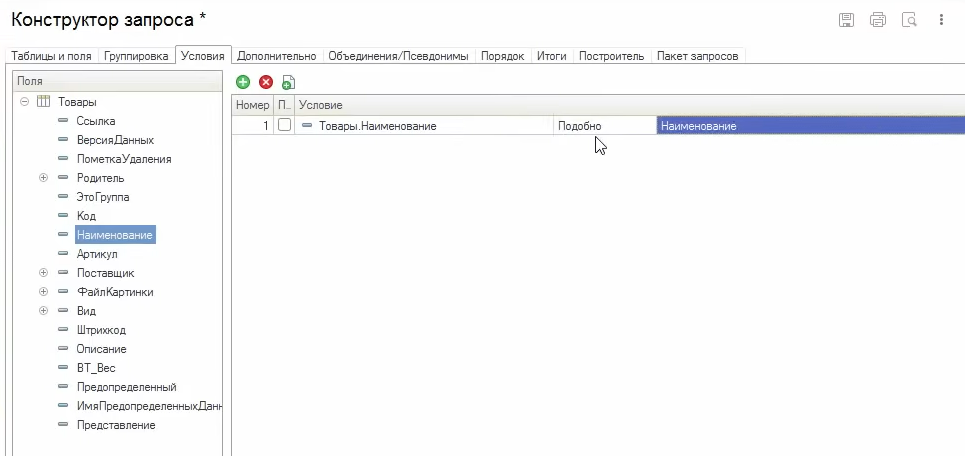 Конструктор запроса *
Таблицы и поля Группировка Условия Дополнительно Объединения/Псевдонимы Порядок Итоги Построитель Пакет запросов
Поля
Товары
Ссылка
ВерсияДанных
ПометкаУдаления
Родитель
ЭтоГруппа
Код
Наименование
Артикул
Поставщик
ФайлКартинки
Вид
Штрихкод
Описание
ВТ_Вес
Предопределенный
ИмяПредопределенныхДанн
Представление
Номер П... Условие
1 Товары.Наименование Подобно Наименование